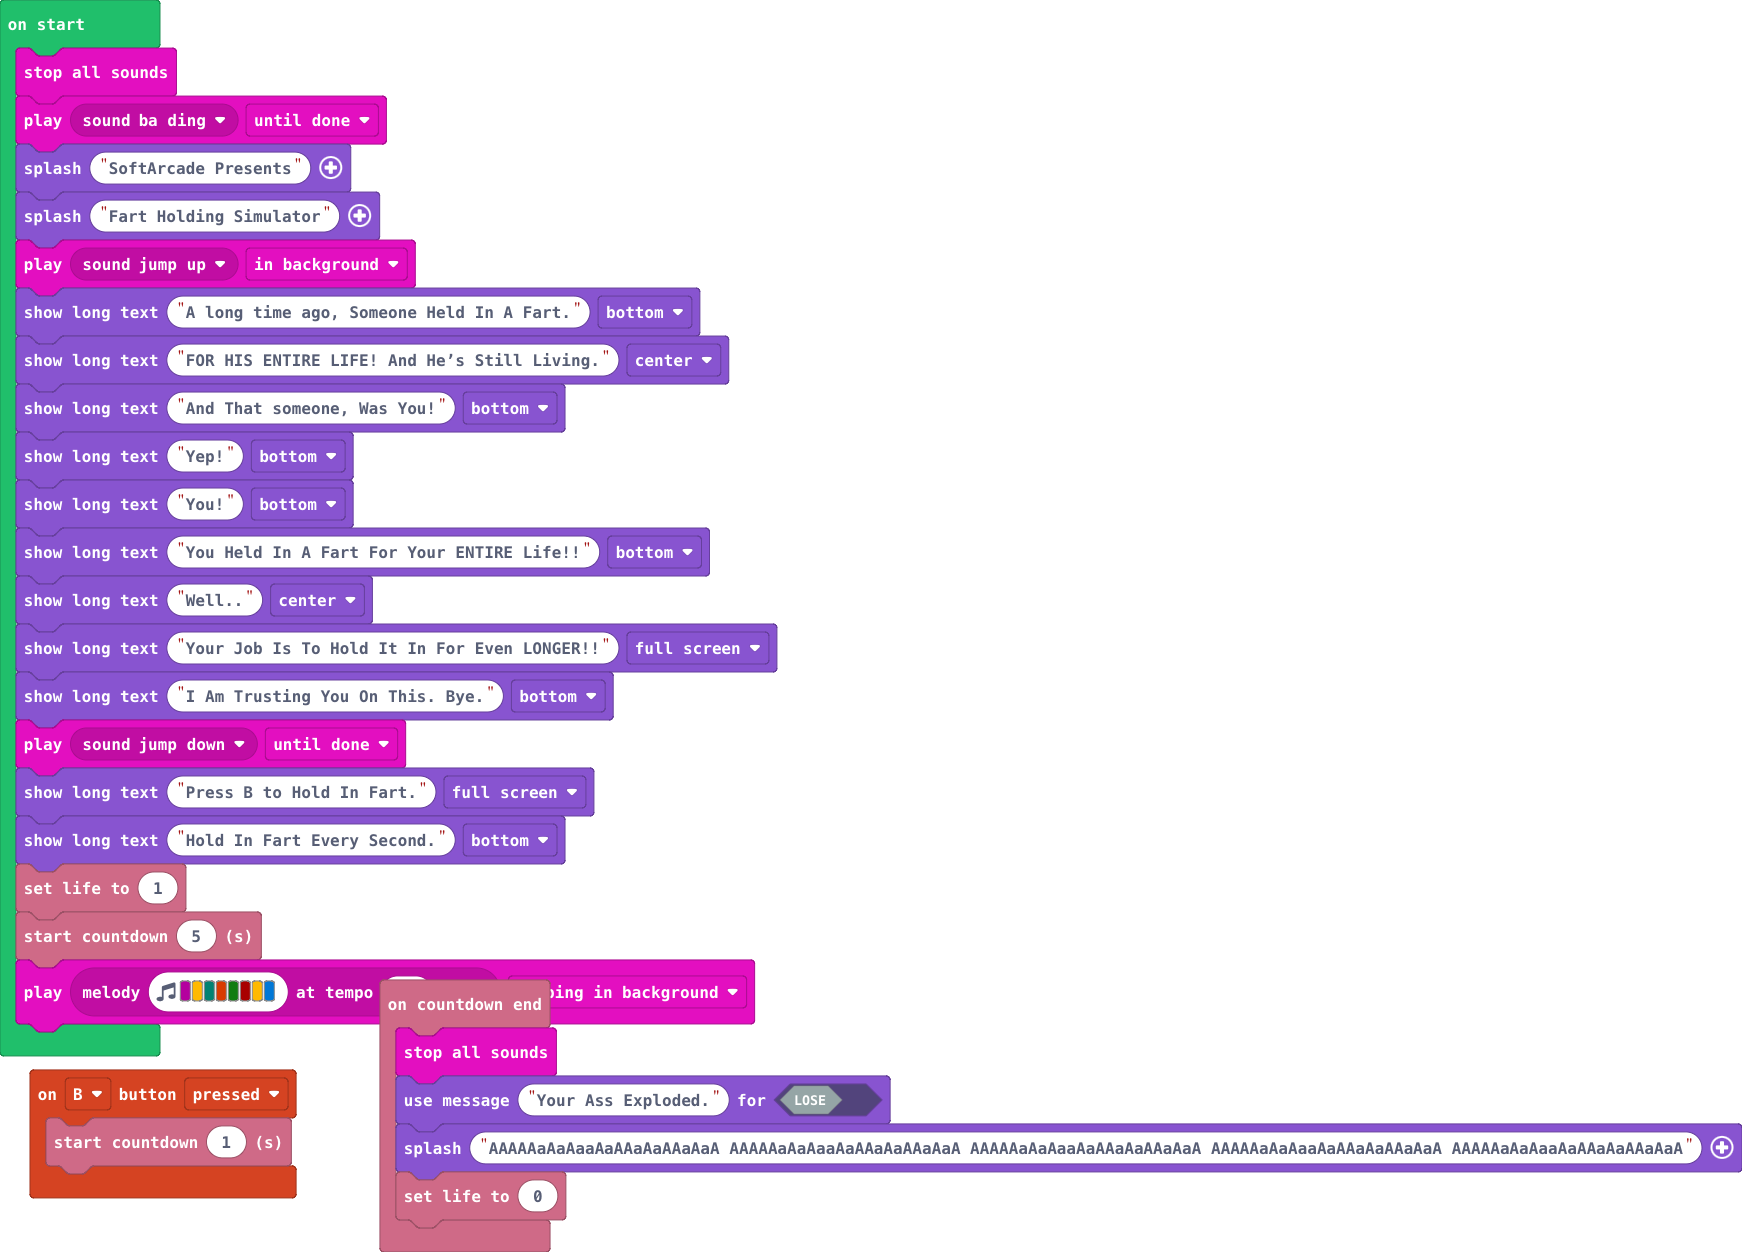 on start
stop all sounds
play sound ba ding until done
splash "SoftArcade Presents"
splash "Fart Holding Simulator"
play sound jump up in background
show long text "A long time ago, Someone Held In A Fart." bottom
show long text "FOR HIS ENTIRE LIFE! And He’s Still Living." center
show long text "And That someone, Was You!" bottom
show long text "Yep!" bottom
show long text "You!" bottom
show long text "You Held In A Fart For Your ENTIRE Life!!" bottom
show long text "Well.." center
show long text "Your Job Is To Hold It In For Even LONGER!!" full screen
show long text "I Am Trusting You On This. Bye." bottom
play sound jump down until done
show long text "Press B to Hold In Fart." full screen
show long text "Hold In Fart Every Second." bottom
set life to 1
start countdown 5 (s)
play melody at tempo in background
on countdown end
stop all sounds
on B button pressed
start countdown 1 (s)
use message "Your Ass Exploded." for LOSE
splash "AAAAAaAaAaaAaAAaAaAAaAaA AAAAAaAaAaaAaAAaAaAAaAaA AAAAAaAaAaaAaAAaAaAAaAaA AAAAAaAaAaaAaAAaAaAAaAaA AAAAAaAaAaaAaAAaAaAAaAaA"
set life to 0